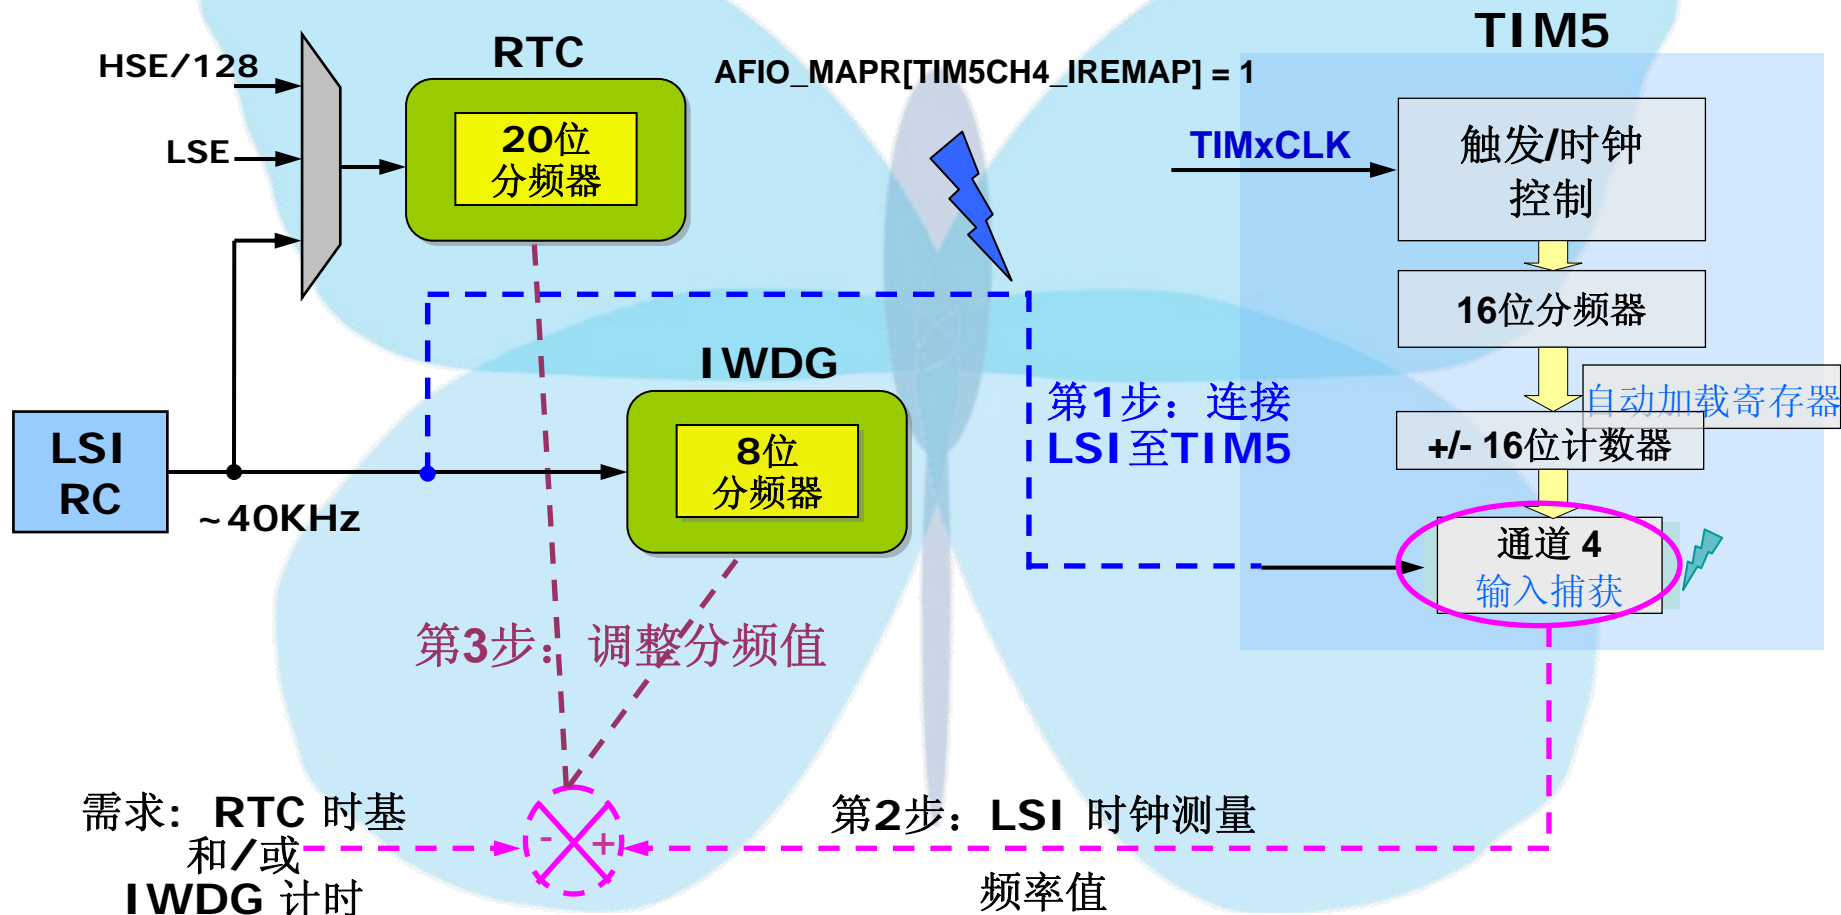 TIM5
RTC
HSE/128
AFIO_MAPR[TIM5CH4_IREMAP] = 1
20位
分频器
LSE
TIMxCLK
触发/时钟
控制
16位分频器
IWDG
自动加载寄存器
第1步：连接
LSI至TIM5
+/- 16位计数器
LSI
RC
8位
分频器
~40KHz
通道 4
输入捕获
第3步：调整分频值
需求：RTC 时基
和/或
IWDG 计时
-
+
第2步：LSI 时钟测量
频率值